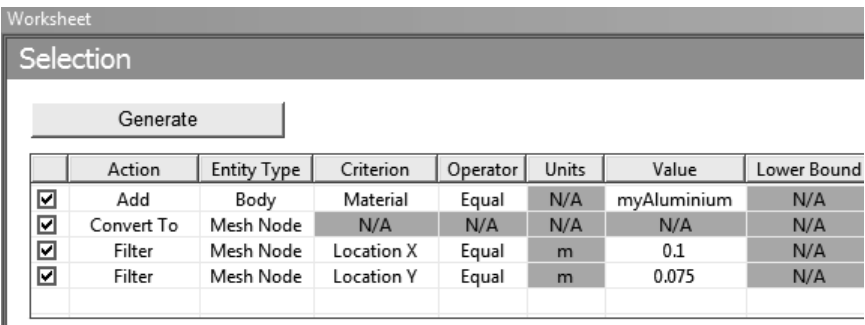 Worksheet
Selection
Generate
Action Entity Type Criterion Operator Units Value Lower Bound
Add Body Material Equal N/A myAluminium N/A
Convert To Mesh Node N/A N/A N/A N/A N/A
Filter Mesh Node Location X Equal m 0.1 N/A
Filter Mesh Node Location Y Equal m 0.075 N/A